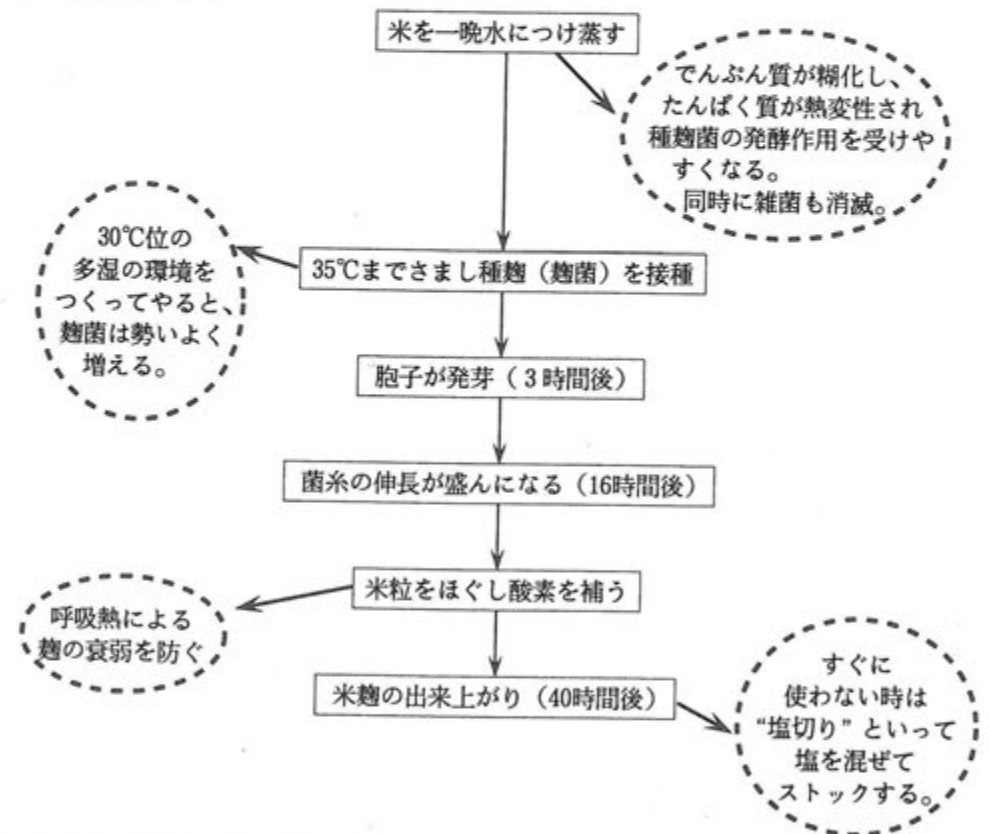 米を一晩水につけ蒸す
でんぷん質が糊化し、
たんぱく質が熱変性され
種麹菌の発酵作用を受けや
すくなる。
同時に雑菌も消滅。
30℃位の
多湿の環境を
つくってやると、
麹菌は勢いよく
増える。
35℃までさまし種麹（麹菌）を接種
胞子が発芽（３時間後）
菌糸の伸長が盛んになる（16時間後）
米粒をほぐし酸素を補う
呼吸熱による
麹の衰弱を防ぐ
米麹の出来上がり（40時間後）
すぐに
使わない時は
“塩切り”といって
塩を混ぜて
ストックする。